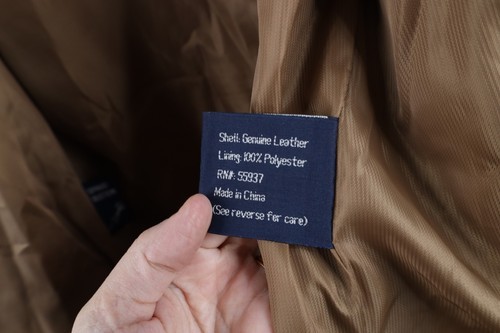 Shell: Genuine Leather
Lining: 100% Polyester
RN#: 55937
Made in China
(See reverse for care)